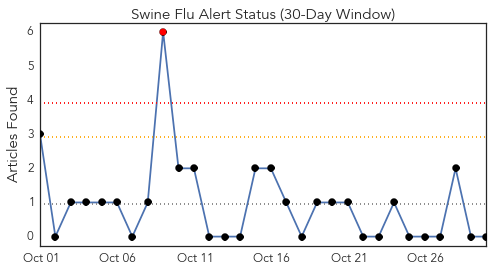 Swine Flu Alert Status (30-Day Window)
Articles Found
6
5
4
3
2
1
0
Oct 01 Oct 06 Oct 11 Oct 16 Oct 21 Oct 26